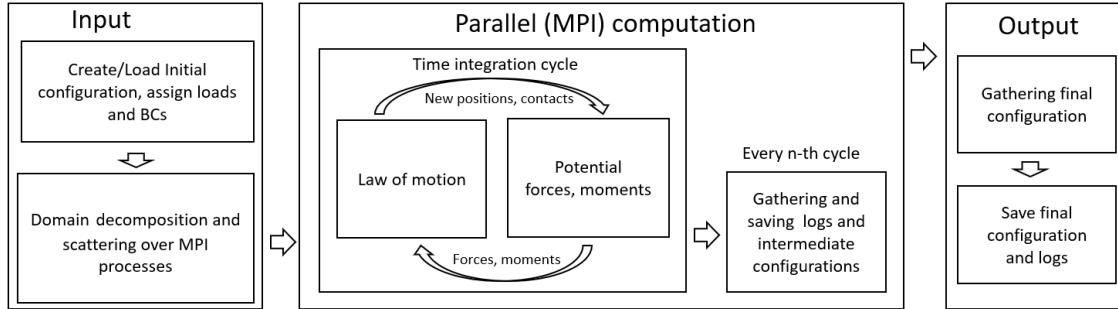 Input
Create/Load Initial
configuration, assign loads
and BCs
Domain decomposition and
scattering over MPI
processes
Parallel (MPI) computation
Time integration cycle
New positions, contacts
Law of motion
Potential
forces, moments
Forces, moments
Every n-th cycle
Gathering and
saving logs and
intermediate
configurations
Output
Gathering final
configuration
Save final
configuration
and logs